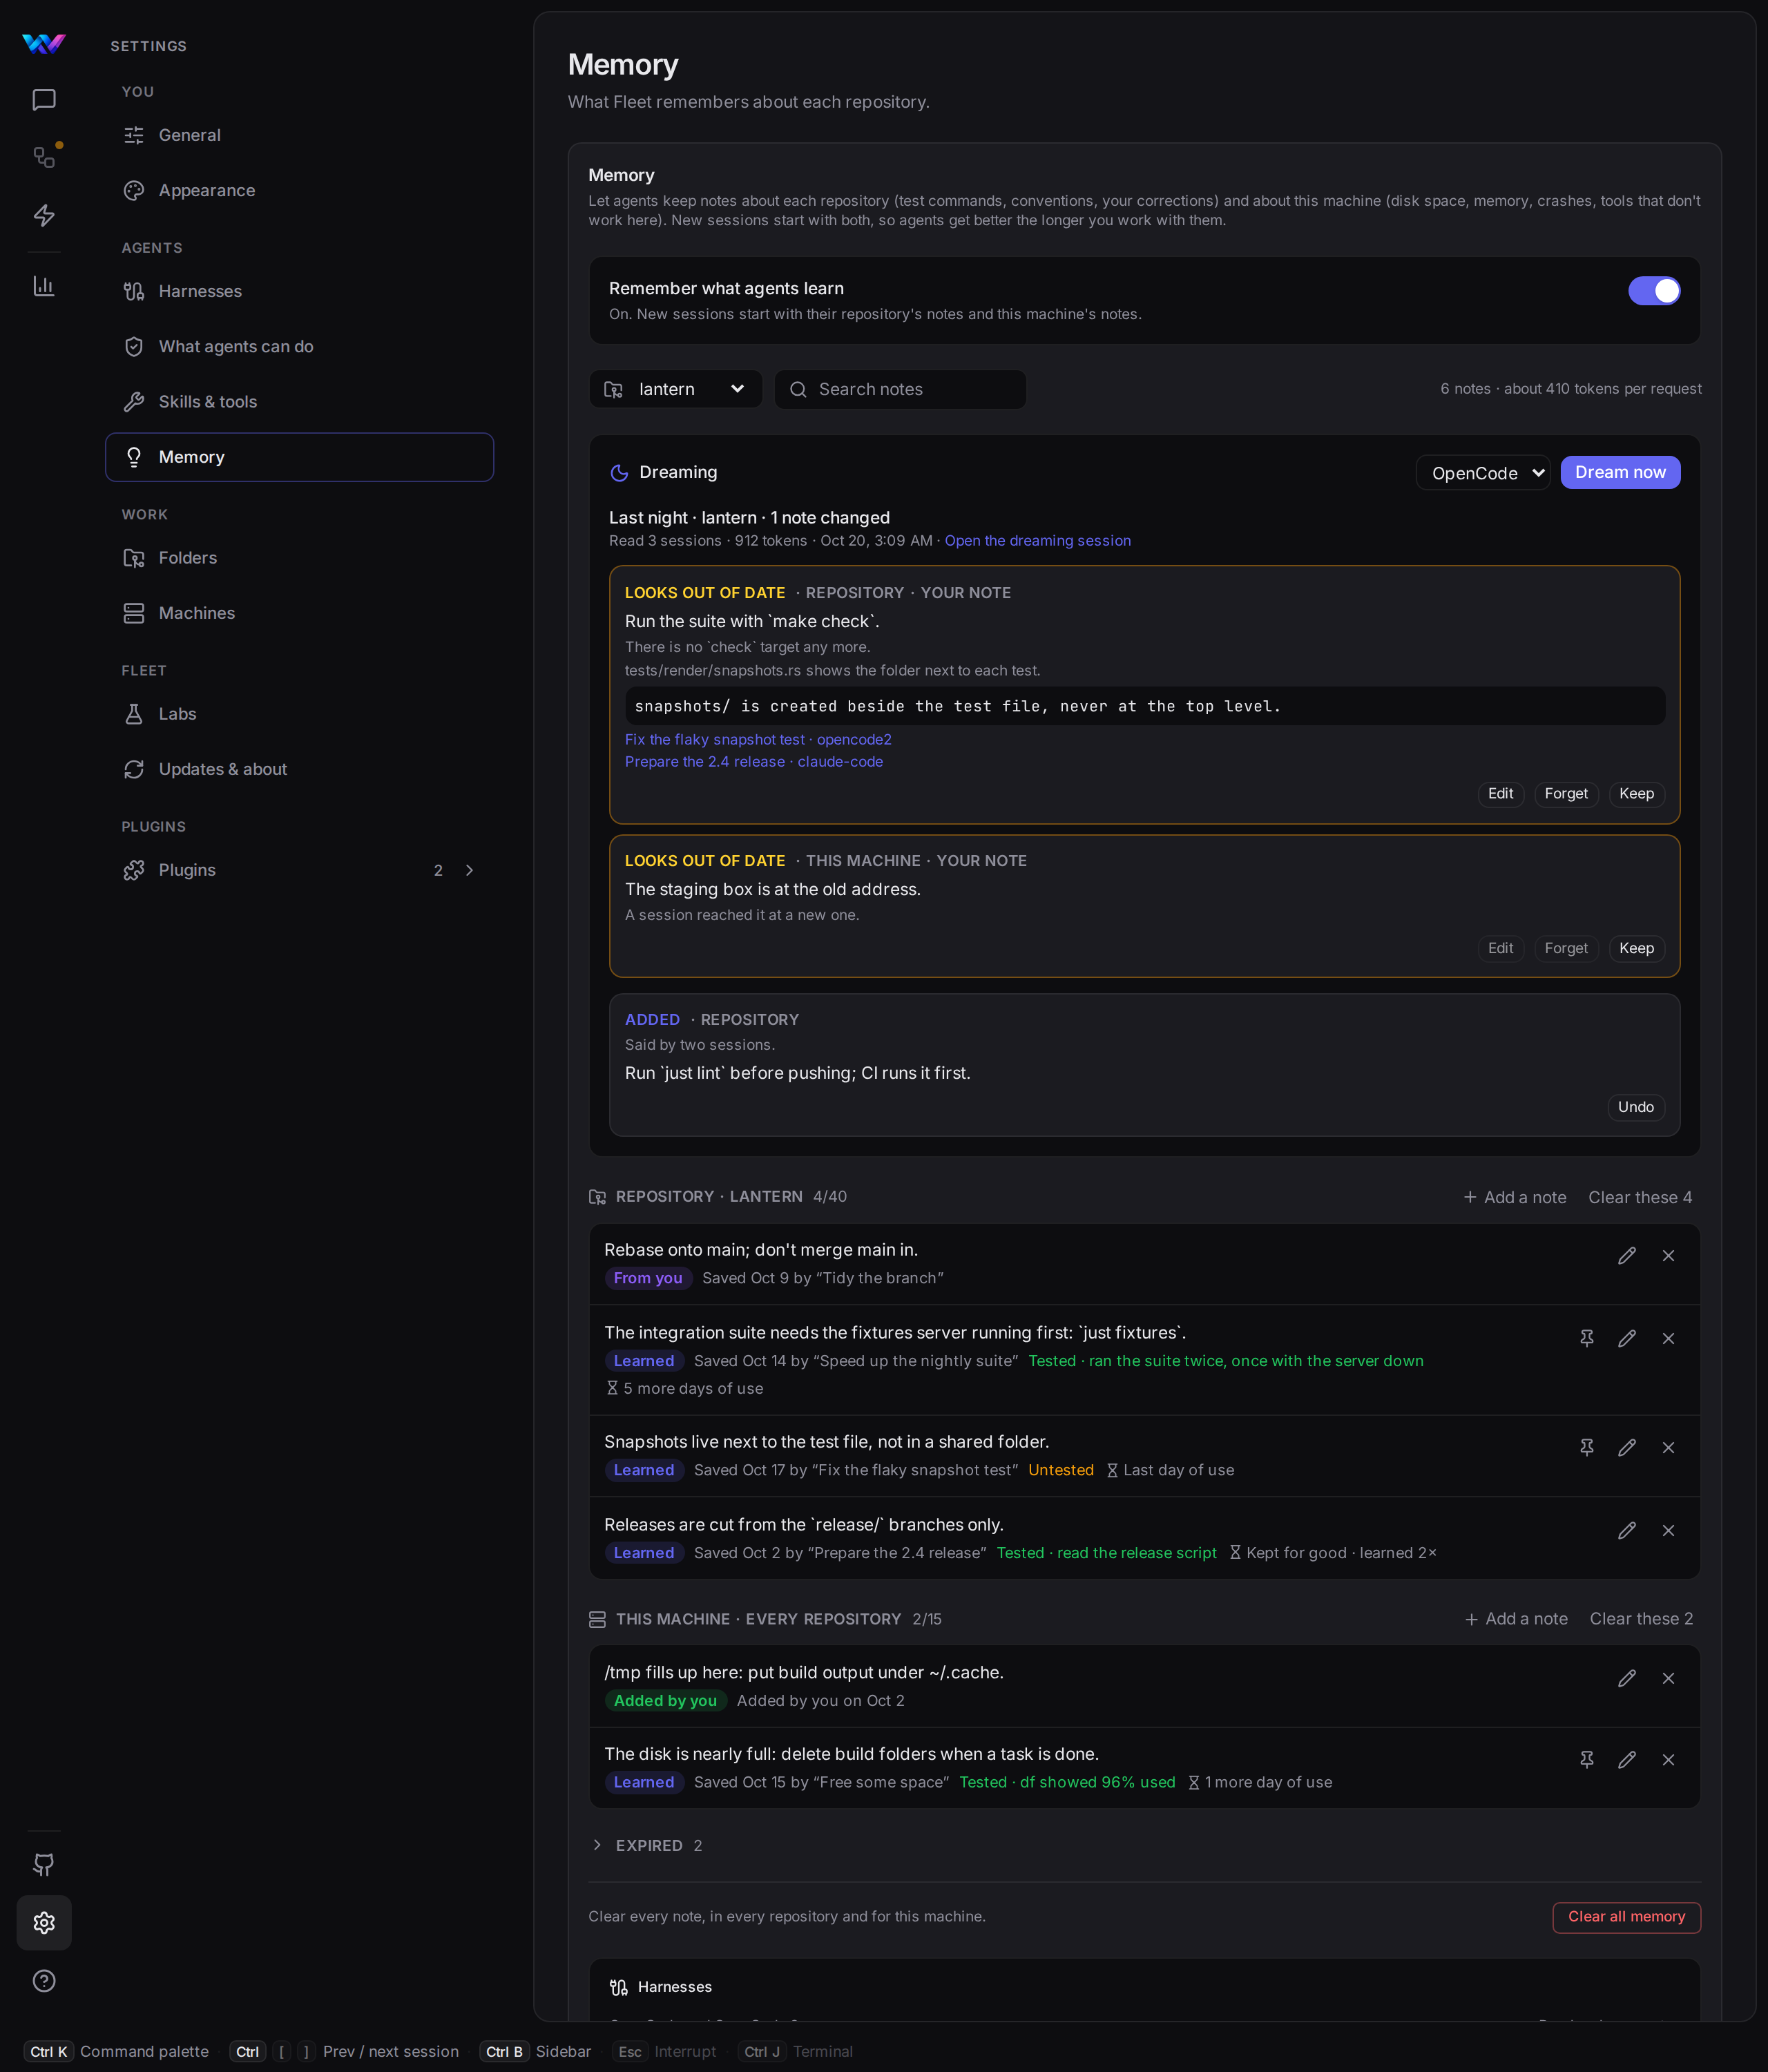 SETTINGS
YOU
General
Appearance
AGENTS
Harnesses
What agents can do
Skills & tools
Memory
WORK
Folders
Machines
FLEET
Labs
Updates & about
PLUGINS
Plugins 2
Memory
What Fleet remembers about each repository.
Memory
Let agents keep notes about each repository (test commands, conventions, your corrections) and about this machine (disk space, memory, crashes, tools that don't
work here). New sessions start with both, so agents get better the longer you work with them.
Remember what agents learn
On. New sessions start with their repository's notes and this machine's notes.
lantern
Search notes
6 notes · about 410 tokens per request
Dreaming
OpenCode
Dream now
Last night · lantern · 1 note changed
Read 3 sessions · 912 tokens · Oct 20, 3:09 AM · Open the dreaming session
LOOKS OUT OF DATE · REPOSITORY · YOUR NOTE
Run the suite with `make check`.
There is no `check` target any more.
tests/render/snapshots.rs shows the folder next to each test.
snapshots/ is created beside the test file, never at the top level.
Fix the flaky snapshot test · opencode2
Prepare the 2.4 release · claude-code
Edit Forget Keep
LOOKS OUT OF DATE · THIS MACHINE · YOUR NOTE
The staging box is at the old address.
A session reached it at a new one.
Edit Forget Keep
ADDED · REPOSITORY
Said by two sessions.
Run `just lint` before pushing; CI runs it first.
Undo
REPOSITORY · LANTERN 4/40
+ Add a note Clear these 4
Rebase onto main; don't merge main in.
From you Saved Oct 9 by “Tidy the branch”
The integration suite needs the fixtures server running first: `just fixtures`.
Learned Saved Oct 14 by “Speed up the nightly suite” Tested · ran the suite twice, once with the server down
5 more days of use
Snapshots live next to the test file, not in a shared folder.
Learned Saved Oct 17 by “Fix the flaky snapshot test” Untested Last day of use
Releases are cut from the `release/` branches only.
Learned Saved Oct 2 by “Prepare the 2.4 release” Tested · read the release script Kept for good · learned 2×
THIS MACHINE · EVERY REPOSITORY 2/15
+ Add a note Clear these 2
/tmp fills up here: put build output under ~/.cache.
Added by you Added by you on Oct 2
The disk is nearly full: delete build folders when a task is done.
Learned Saved Oct 15 by “Free some space” Tested · df showed 96% used 1 more day of use
EXPIRED 2
Clear every note, in every repository and for this machine.
Clear all memory
Harnesses
Ctrl K Command palette · Ctrl [ ] Prev / next session · Ctrl B Sidebar · Esc Interrupt · Ctrl J Terminal